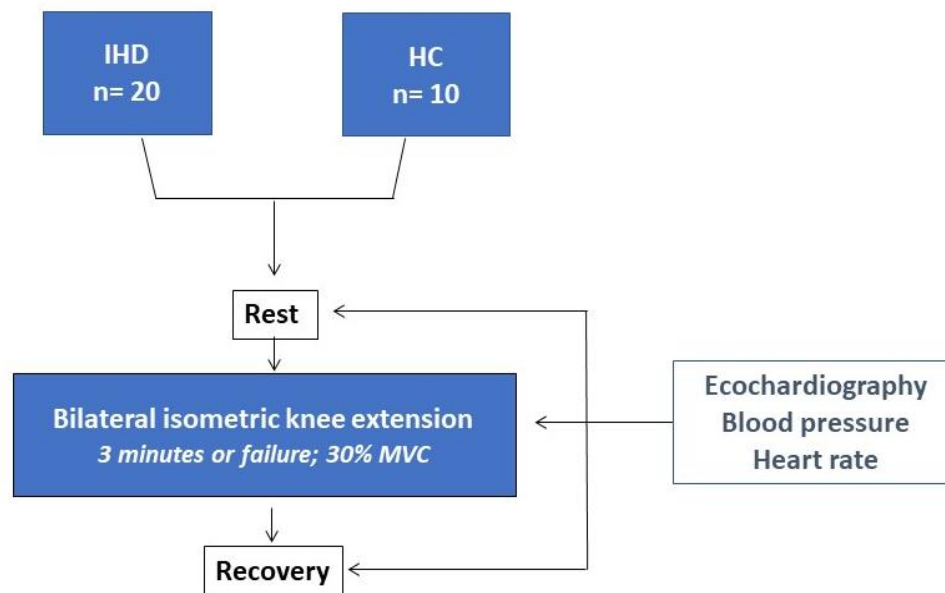 IHD
n= 20
HC
n= 10
Rest
Bilateral isometric knee extension
3 minutes or failure; 30% MVC
Ecochardiography
Blood pressure
Heart rate
Recovery